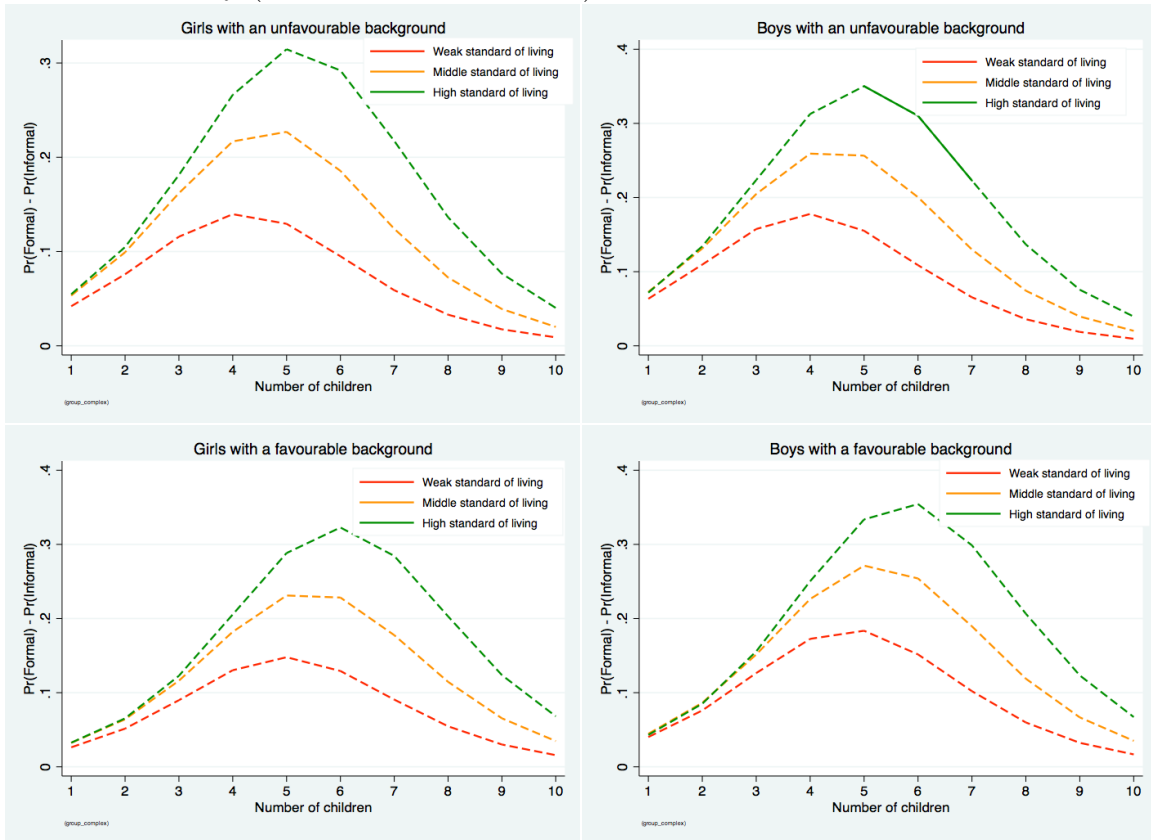 Girls with an unfavourable background
Weak standard of living
Middle standard of living
High standard of living
Pr(Formal) - Pr(Informal)
0 .1 .2 .3
1 2 3 4 5 6 7 8 9 10
Number of children
(group_complex)
Boys with an unfavourable background
Weak standard of living
Middle standard of living
High standard of living
Pr(Formal) - Pr(Informal)
0 .1 .2 .3 .4
1 2 3 4 5 6 7 8 9 10
Number of children
(group_complex)
Girls with a favourable background
Weak standard of living
Middle standard of living
High standard of living
Pr(Formal) - Pr(Informal)
0 .1 .2 .3 .4
1 2 3 4 5 6 7 8 9 10
Number of children
(group_complex)
Boys with a favourable background
Weak standard of living
Middle standard of living
High standard of living
Pr(Formal) - Pr(Informal)
0 .1 .2 .3 .4
1 2 3 4 5 6 7 8 9 10
Number of children
(group_complex)